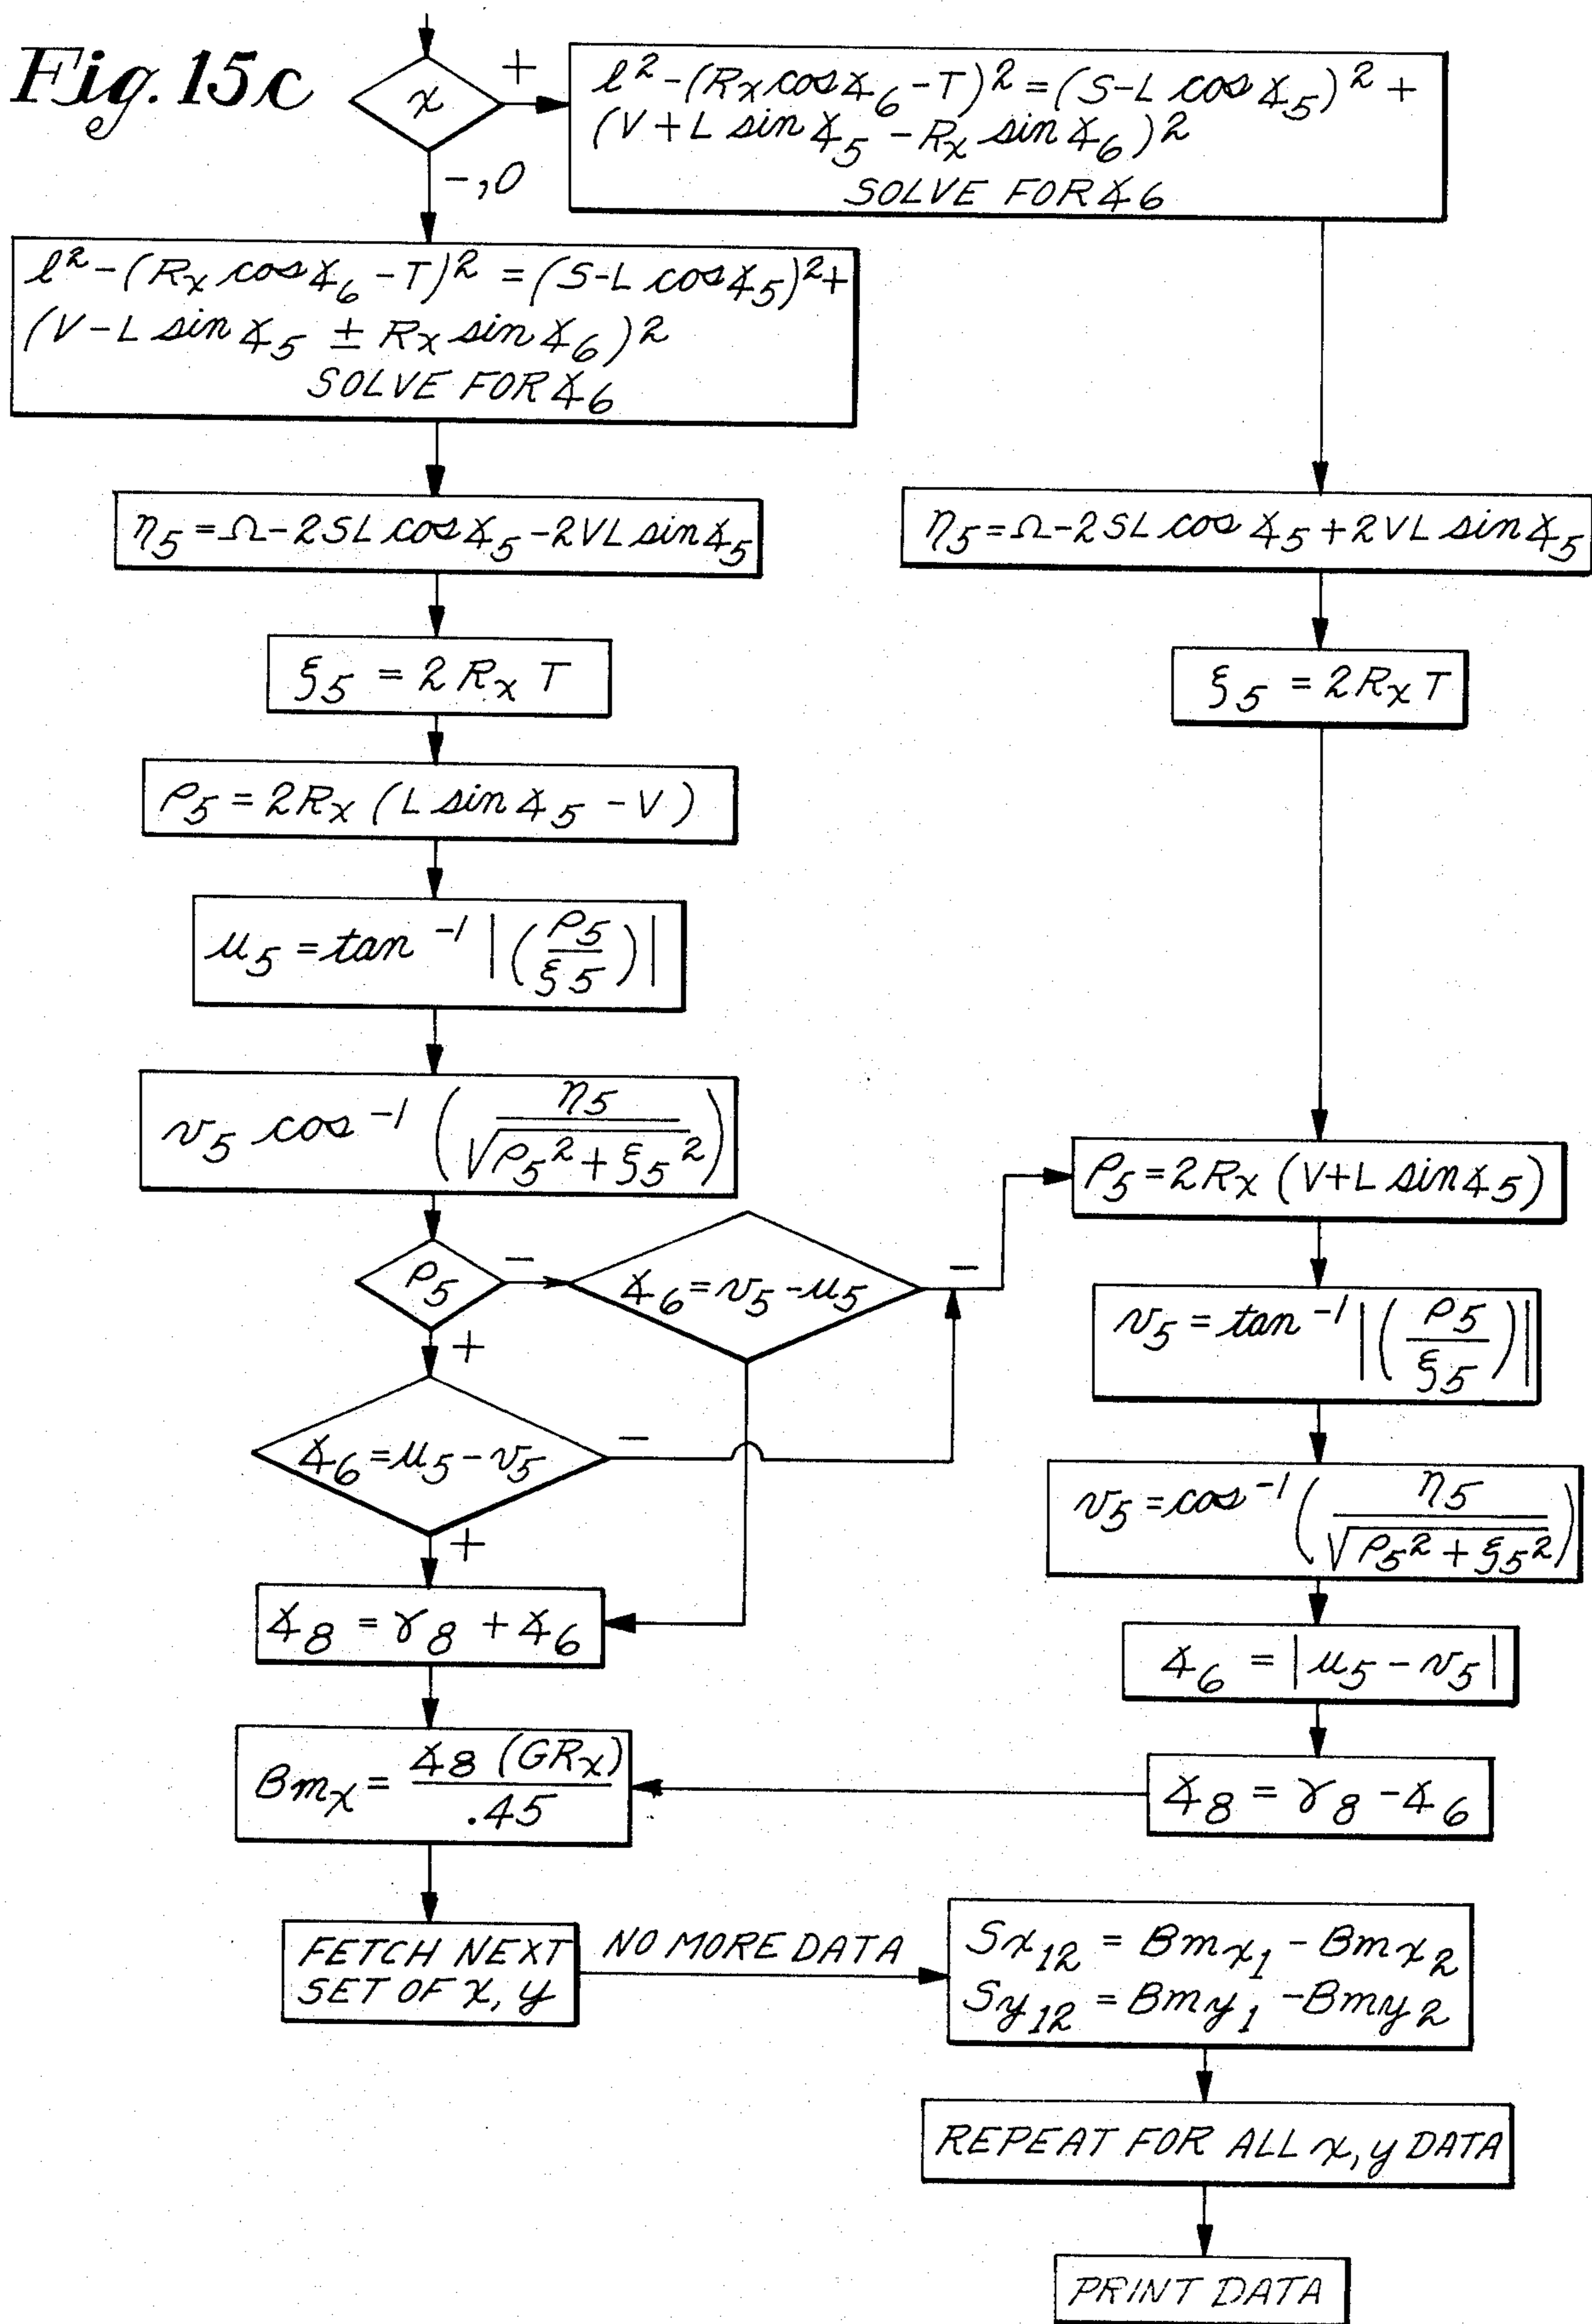 Fig. 15c
x
+
-,0
l² - (Rx cos∡6 - T)² = (S-L cos∡5)² +
(V + L sin∡5 - Rx sin∡6)²
SOLVE FOR ∡6
l² - (Rx cos∡6 - T)² = (S-L cos∡5)² +
(V - L sin∡5 ± Rx sin∡6)²
SOLVE FOR ∡6
η5 = Ω - 2SL cos∡5 - 2VL sin∡5
η5 = Ω - 2SL cos∡5 + 2VL sin∡5
ξ5 = 2RxT
ξ5 = 2RxT
ρ5 = 2Rx (L sin∡5 - V)
μ5 = tan⁻¹ |(ρ5/ξ5)|
ν5 cos⁻¹ (η5/√ρ5² + ξ5²)
ρ5 = 2Rx (V+L sin∡5)
ρ5
-
∡6 = ν5 - μ5
-
+
ν5 = tan⁻¹ |(ρ5/ξ5)|
∡6 = μ5 - ν5
-
+
ν5 = cos⁻¹ (η5/√ρ5² + ξ5²)
∡8 = γ8 + ∡6
∡6 = |μ5 - ν5|
Bmx = ∡8 (GRx)/.45
∡8 = γ8 - ∡6
FETCH NEXT
SET OF x, y
NO MORE DATA
Sx12 = Bmx1 - Bmx2
Sy12 = Bmy1 - Bmy2
REPEAT FOR ALL x, y DATA
PRINT DATA